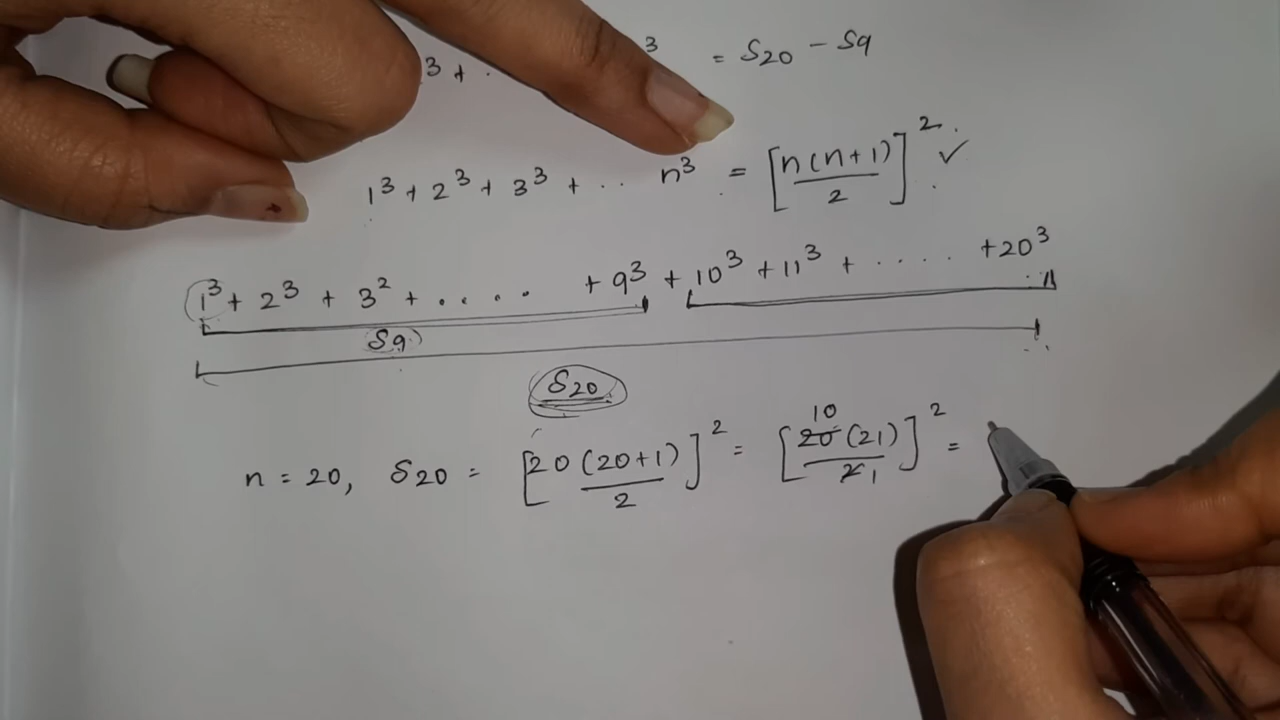 ³ + . ³ = S20 - S9
1³ + 2³ + 3³ + .. n³ = [n(n+1)/2]² ✓
1³ + 2³ + 3² + .... + 9³ + 10³ + 11³ + ..... + 20³
S9
S20
10
n = 20, S20 = [20(20+1)/2]² = [20(21)/2 1]² =